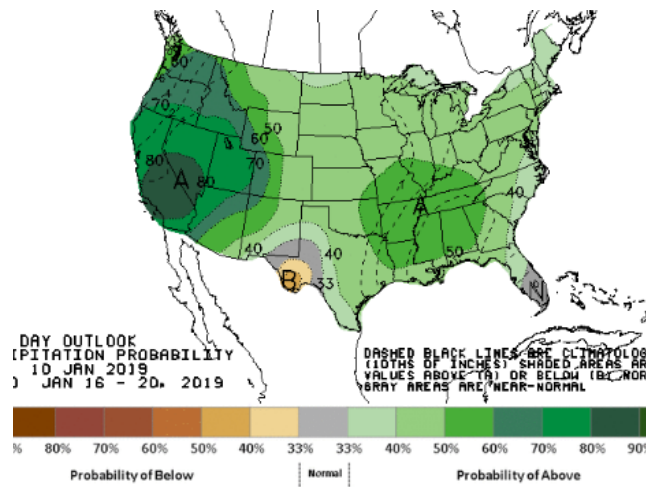 60
70
80
A
80
70
60
50
40
A
40
50
40
40
33
B
N
DAY OUTLOOK
IPITATION PROBABILITY
10 JAN 2019
JAN 16 - 20, 2019
DASHED BLACK LINES ARE CLIMATOLOG
(10THS OF INCHES) SHADED AREAS AR
VALUES ABOVE (A) OR BELOW (B) NOR
GRAY AREAS ARE NEAR-NORMAL
% 80% 70% 60% 50% 40% 33% 33% 40% 50% 60% 70% 80% 90%
Probability of Below Normal Probability of Above